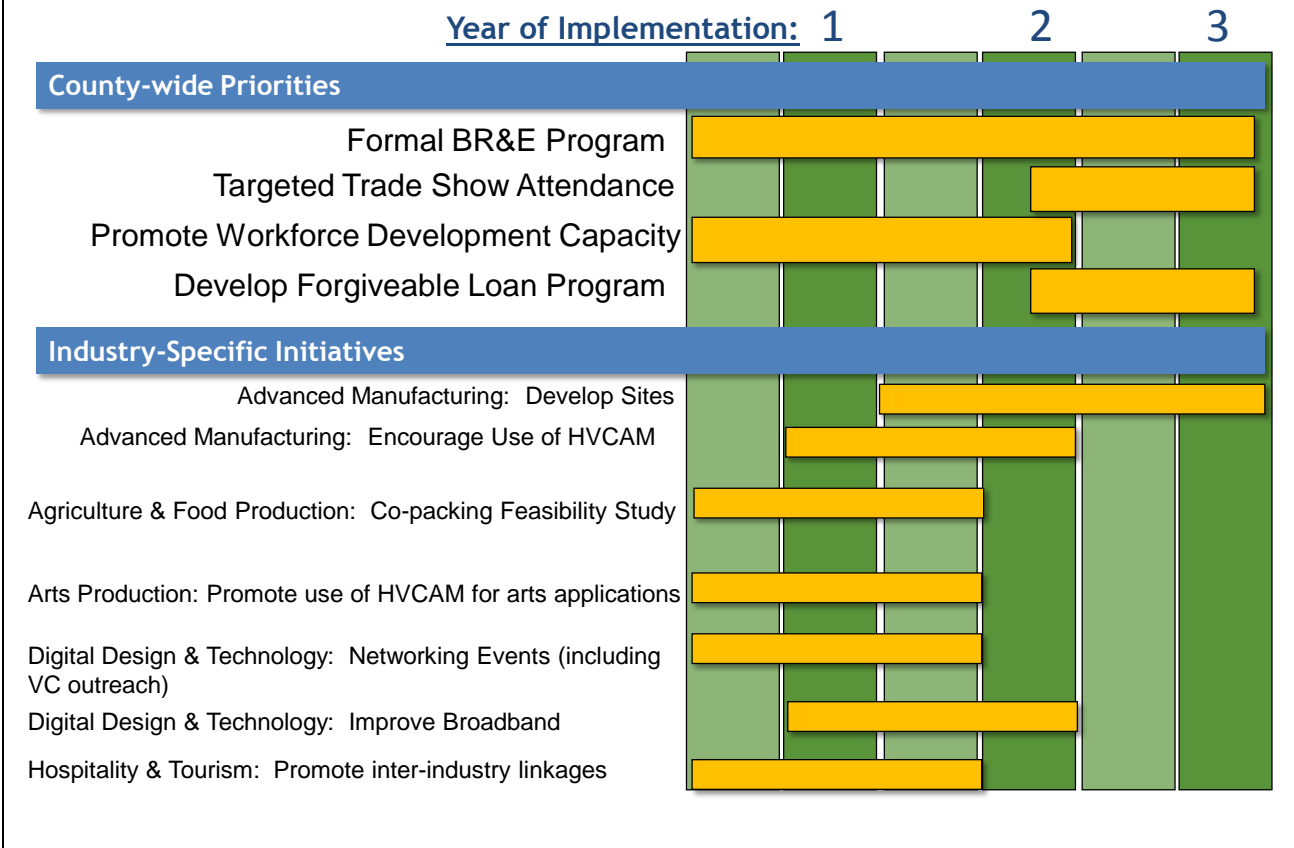 Year of Implementation: 1 2 3
County-wide Priorities
Formal BR&E Program
Targeted Trade Show Attendance
Promote Workforce Development Capacity
Develop Forgiveable Loan Program
Industry-Specific Initiatives
Advanced Manufacturing: Develop Sites
Advanced Manufacturing: Encourage Use of HVCAM
Agriculture & Food Production: Co-packing Feasibility Study
Arts Production: Promote use of HVCAM for arts applications
Digital Design & Technology: Networking Events (including
VC outreach)
Digital Design & Technology: Improve Broadband
Hospitality & Tourism: Promote inter-industry linkages